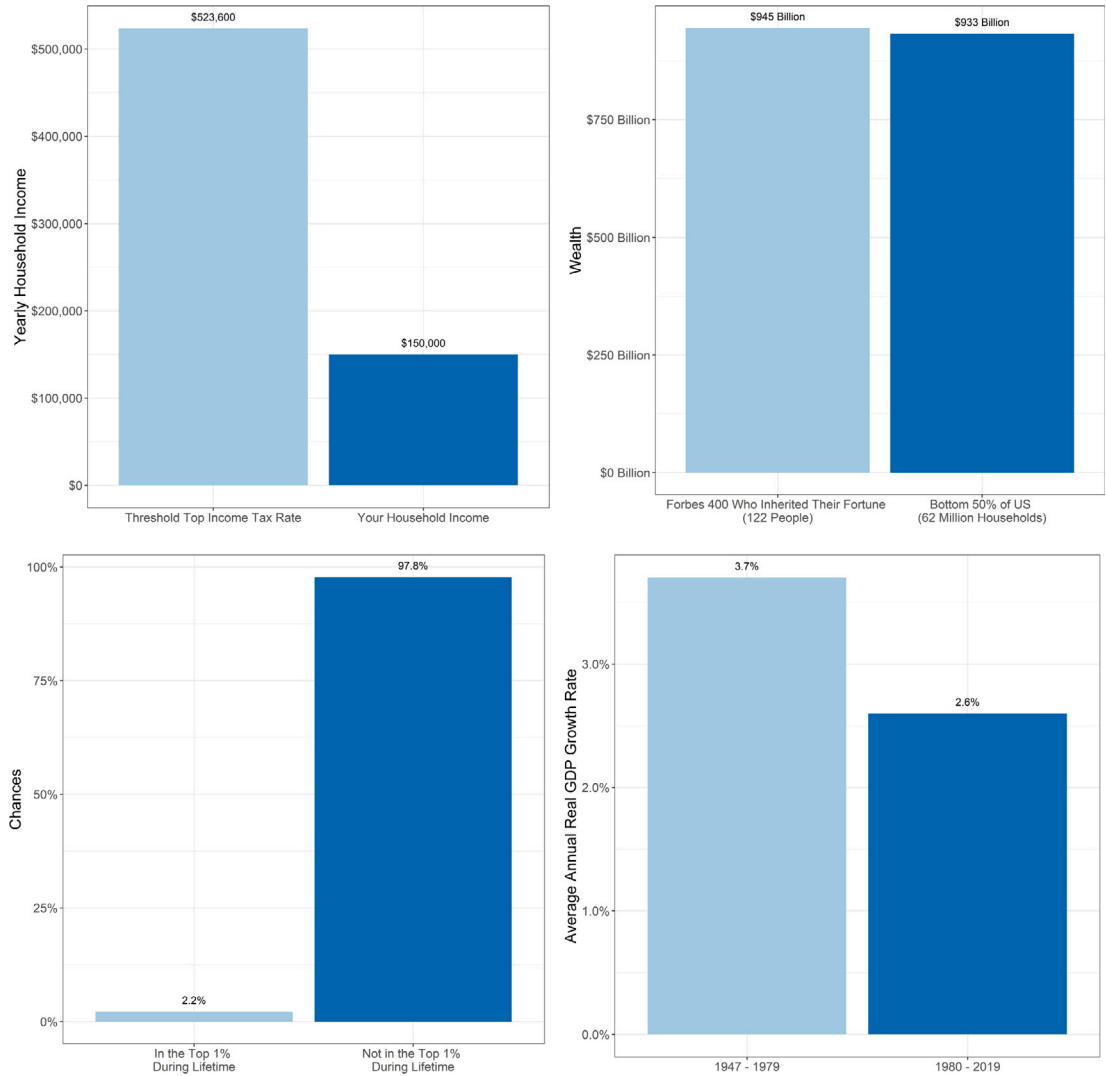 $523,600
$500,000
$400,000
$300,000
$200,000
$100,000
$0
$150,000
Yearly Household Income
Threshold Top Income Tax Rate
Your Household Income
$945 Billion
$933 Billion
$750 Billion
$500 Billion
$250 Billion
$0 Billion
Wealth
Forbes 400 Who Inherited Their Fortune
(122 People)
Bottom 50% of US
(62 Million Households)
100%
75%
50%
25%
0%
97.8%
2.2%
Chances
In the Top 1%
During Lifetime
Not in the Top 1%
During Lifetime
3.7%
2.6%
3.0%
2.0%
1.0%
0.0%
Average Annual Real GDP Growth Rate
1947 - 1979
1980 - 2019